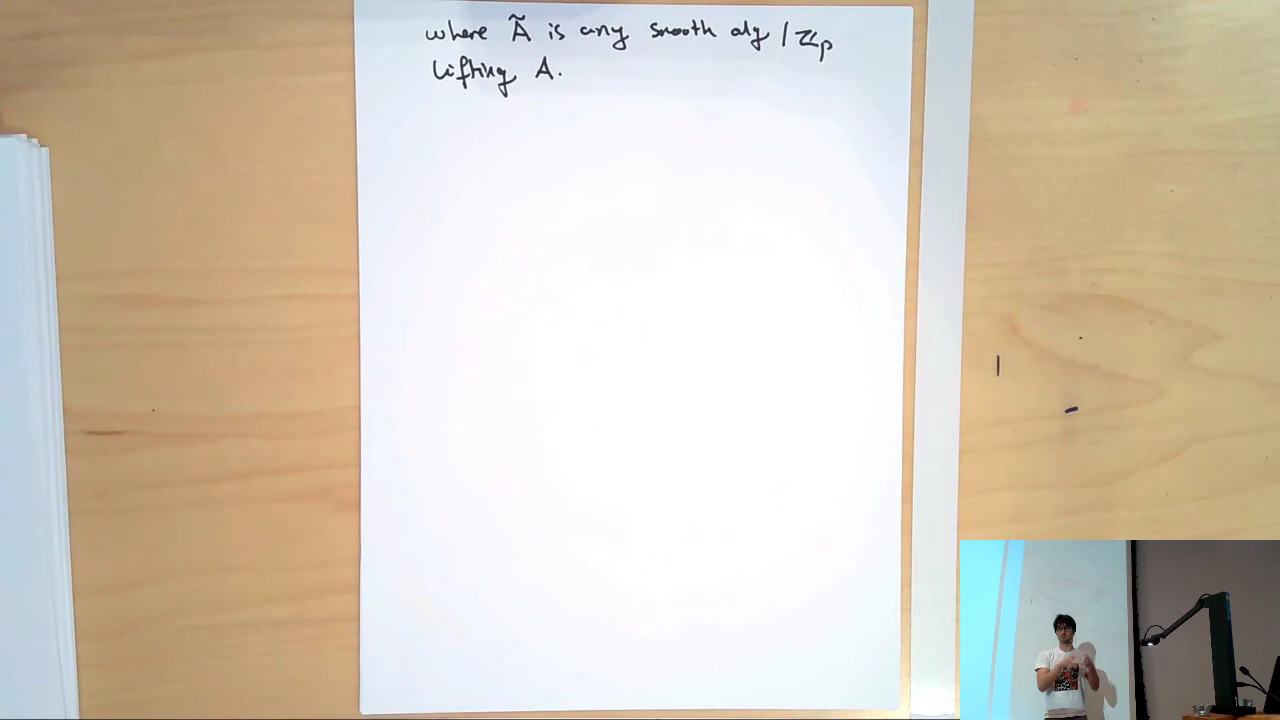 where Ã is any smooth alg / ℤp
lifting A.